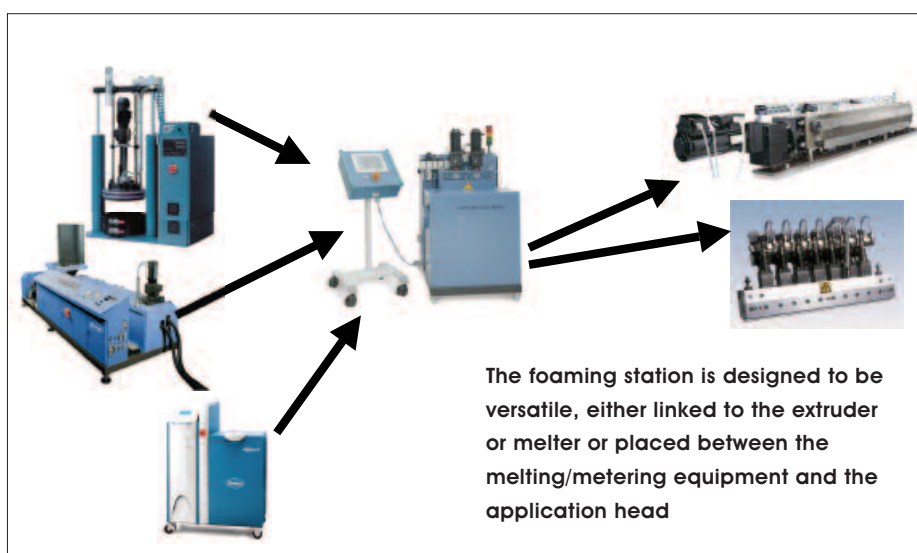 The foaming station is designed to be
versatile, either linked to the extruder
or melter or placed between the
melting/metering equipment and the
application head